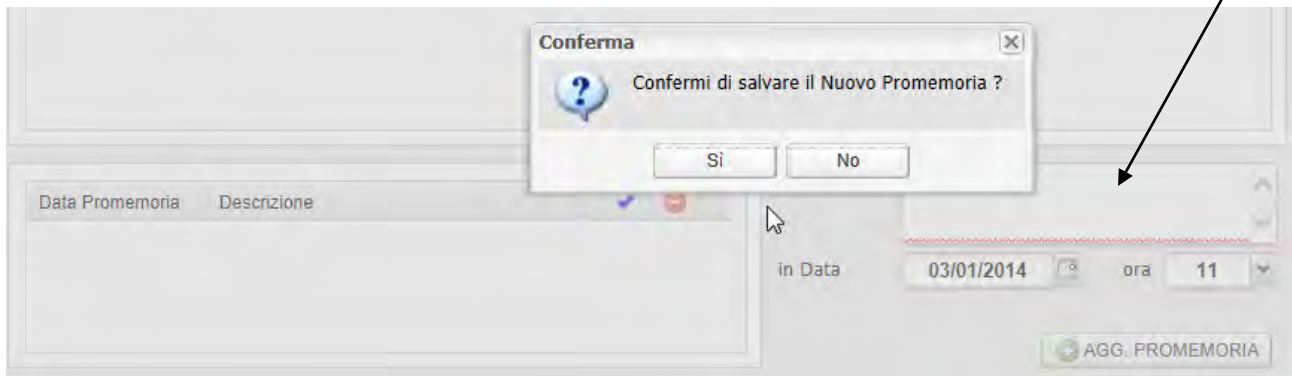 Conferma
Confermi di salvare il Nuovo Promemoria ?
Sì No
Data Promemoria Descrizione
in Data 03/01/2014 ora 11
AGG. PROMEMORIA